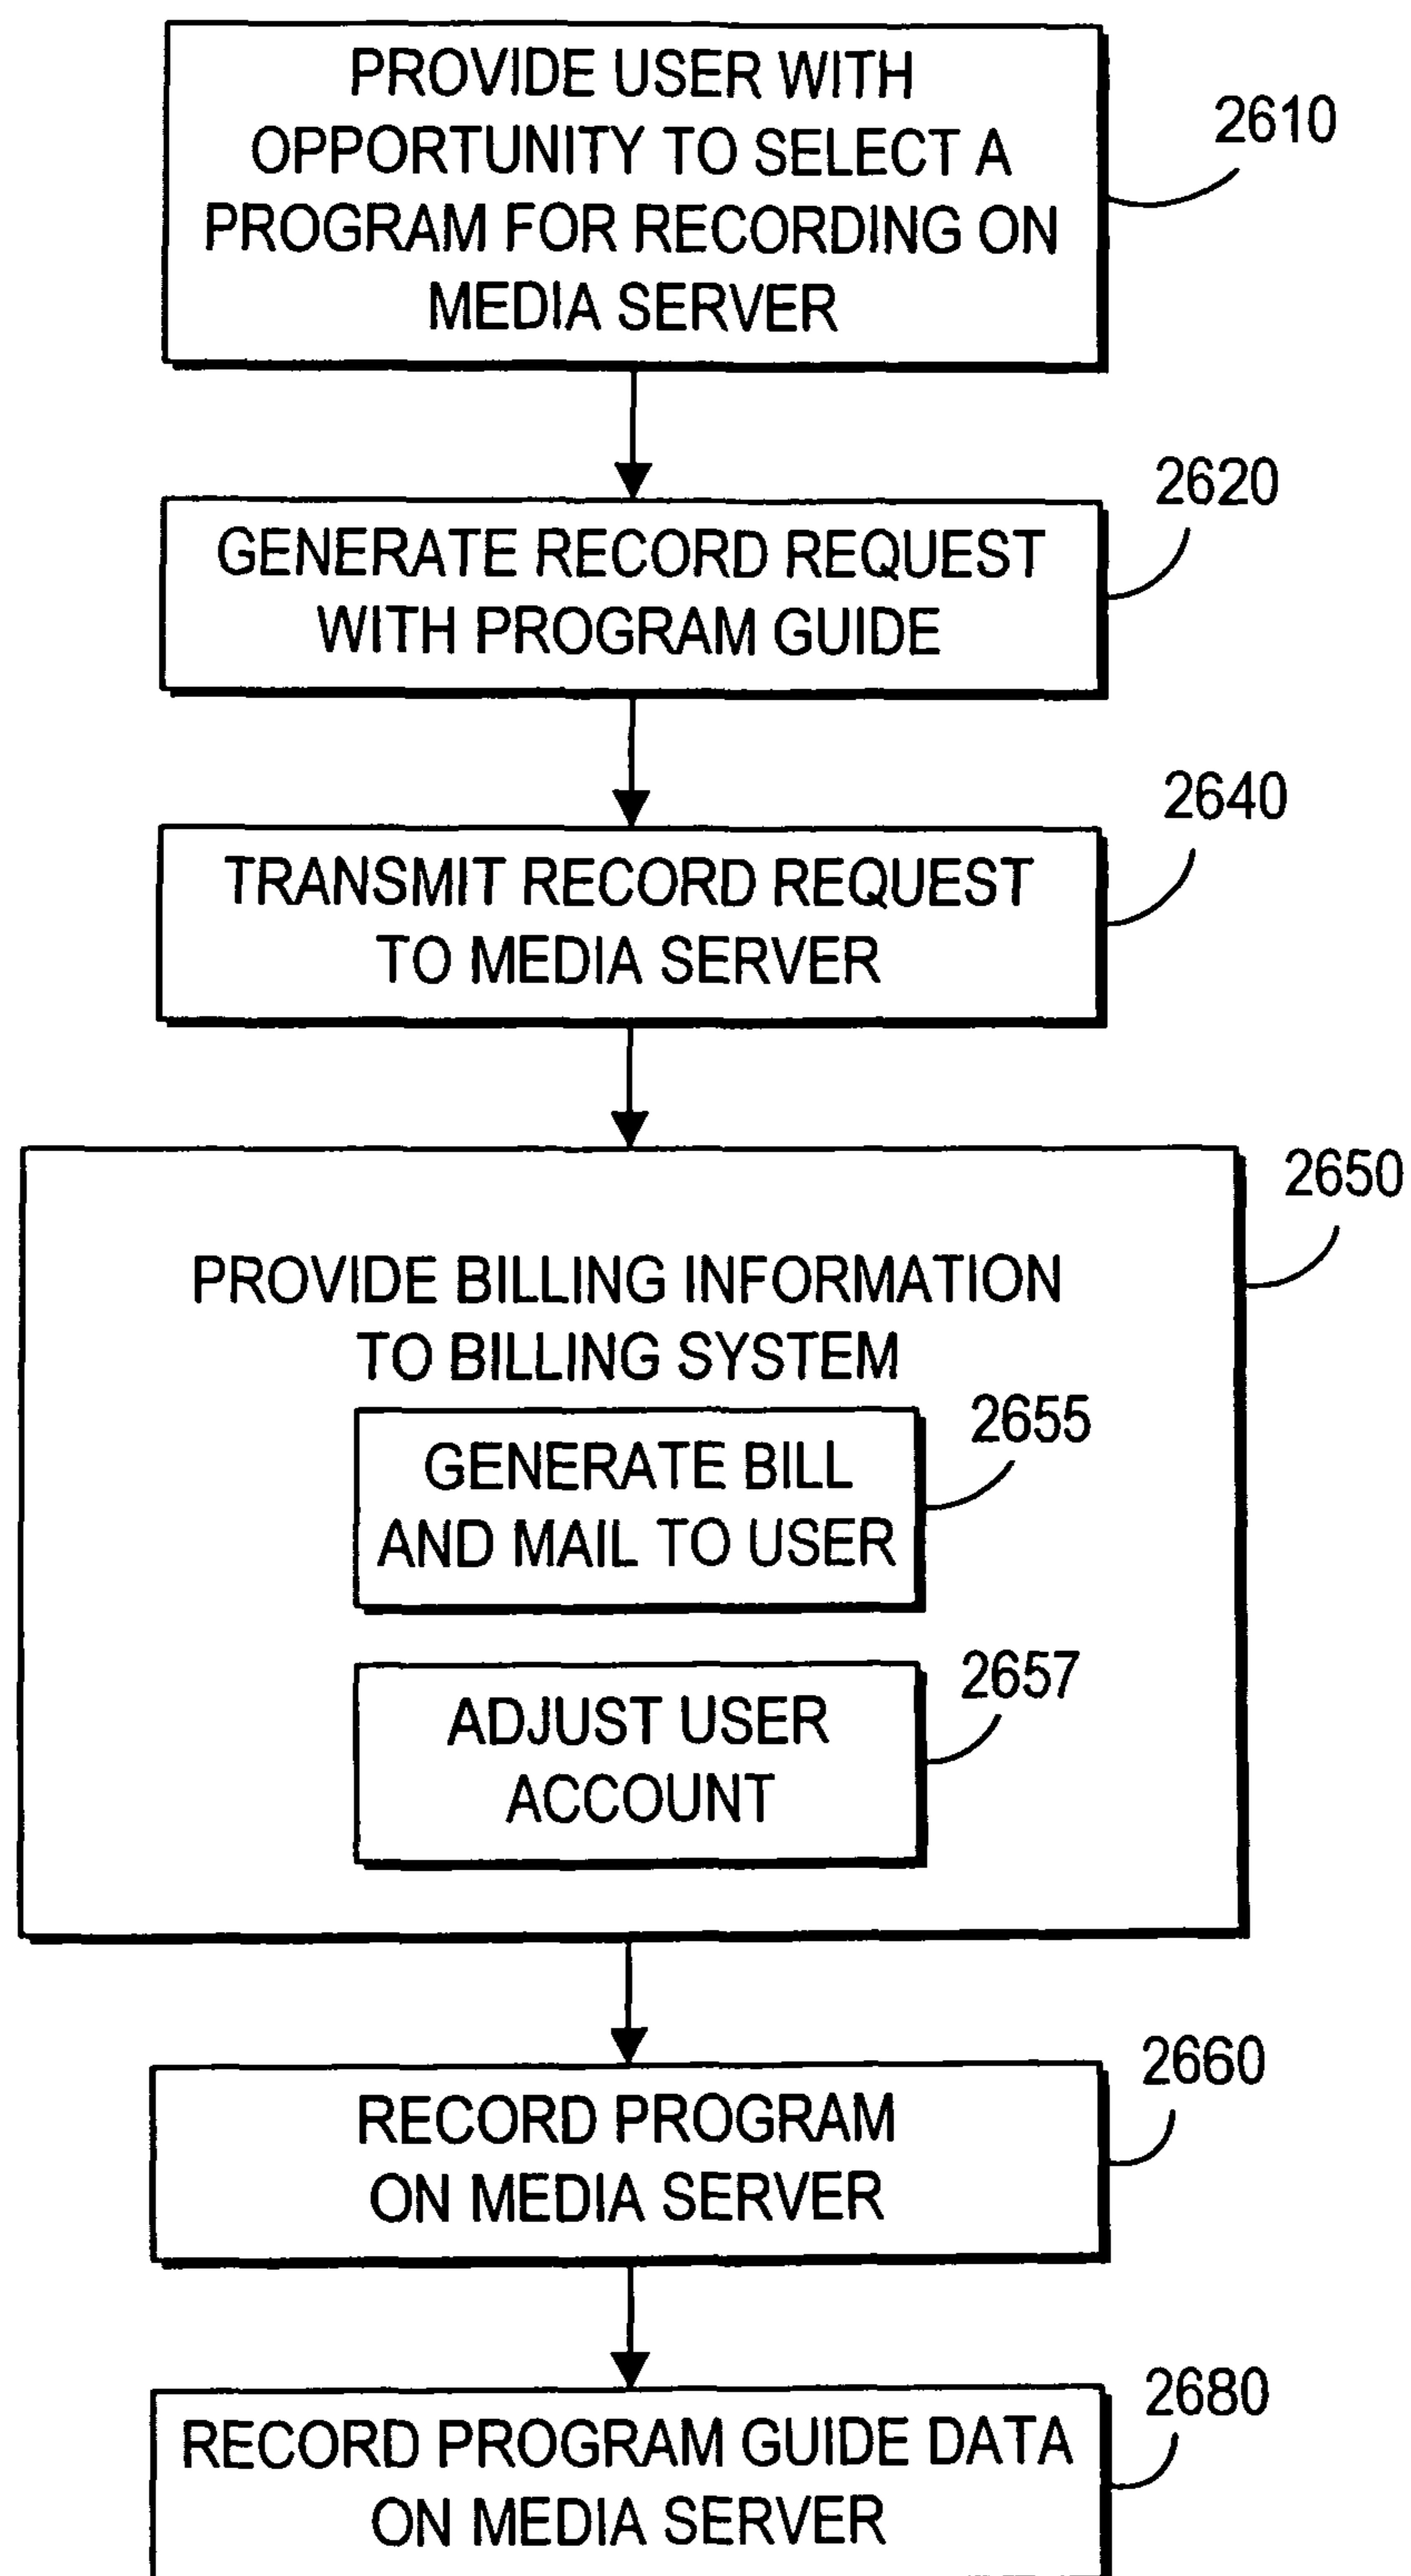 PROVIDE USER WITH
OPPORTUNITY TO SELECT A
PROGRAM FOR RECORDING ON
MEDIA SERVER
2610
GENERATE RECORD REQUEST
WITH PROGRAM GUIDE
2620
TRANSMIT RECORD REQUEST
TO MEDIA SERVER
2640
PROVIDE BILLING INFORMATION
TO BILLING SYSTEM
2650
GENERATE BILL
AND MAIL TO USER
2655
ADJUST USER
ACCOUNT
2657
RECORD PROGRAM
ON MEDIA SERVER
2660
RECORD PROGRAM GUIDE DATA
ON MEDIA SERVER
2680